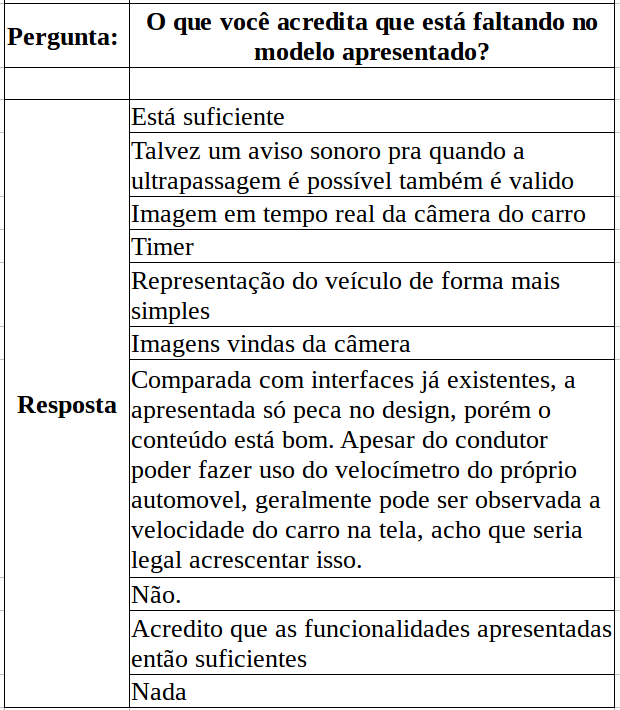 Pergunta:
O que você acredita que está faltando no
modelo apresentado?
Resposta
Está suficiente
Talvez um aviso sonoro pra quando a
ultrapassagem é possível também é valido
Imagem em tempo real da câmera do carro
Timer
Representação do veículo de forma mais
simples
Imagens vindas da câmera
Comparada com interfaces já existentes, a
apresentada só peca no design, porém o
conteúdo está bom. Apesar do condutor
poder fazer uso do velocímetro do próprio
automovel, geralmente pode ser observada a
velocidade do carro na tela, acho que seria
legal acrescentar isso.
Não.
Acredito que as funcionalidades apresentadas
então suficientes
Nada